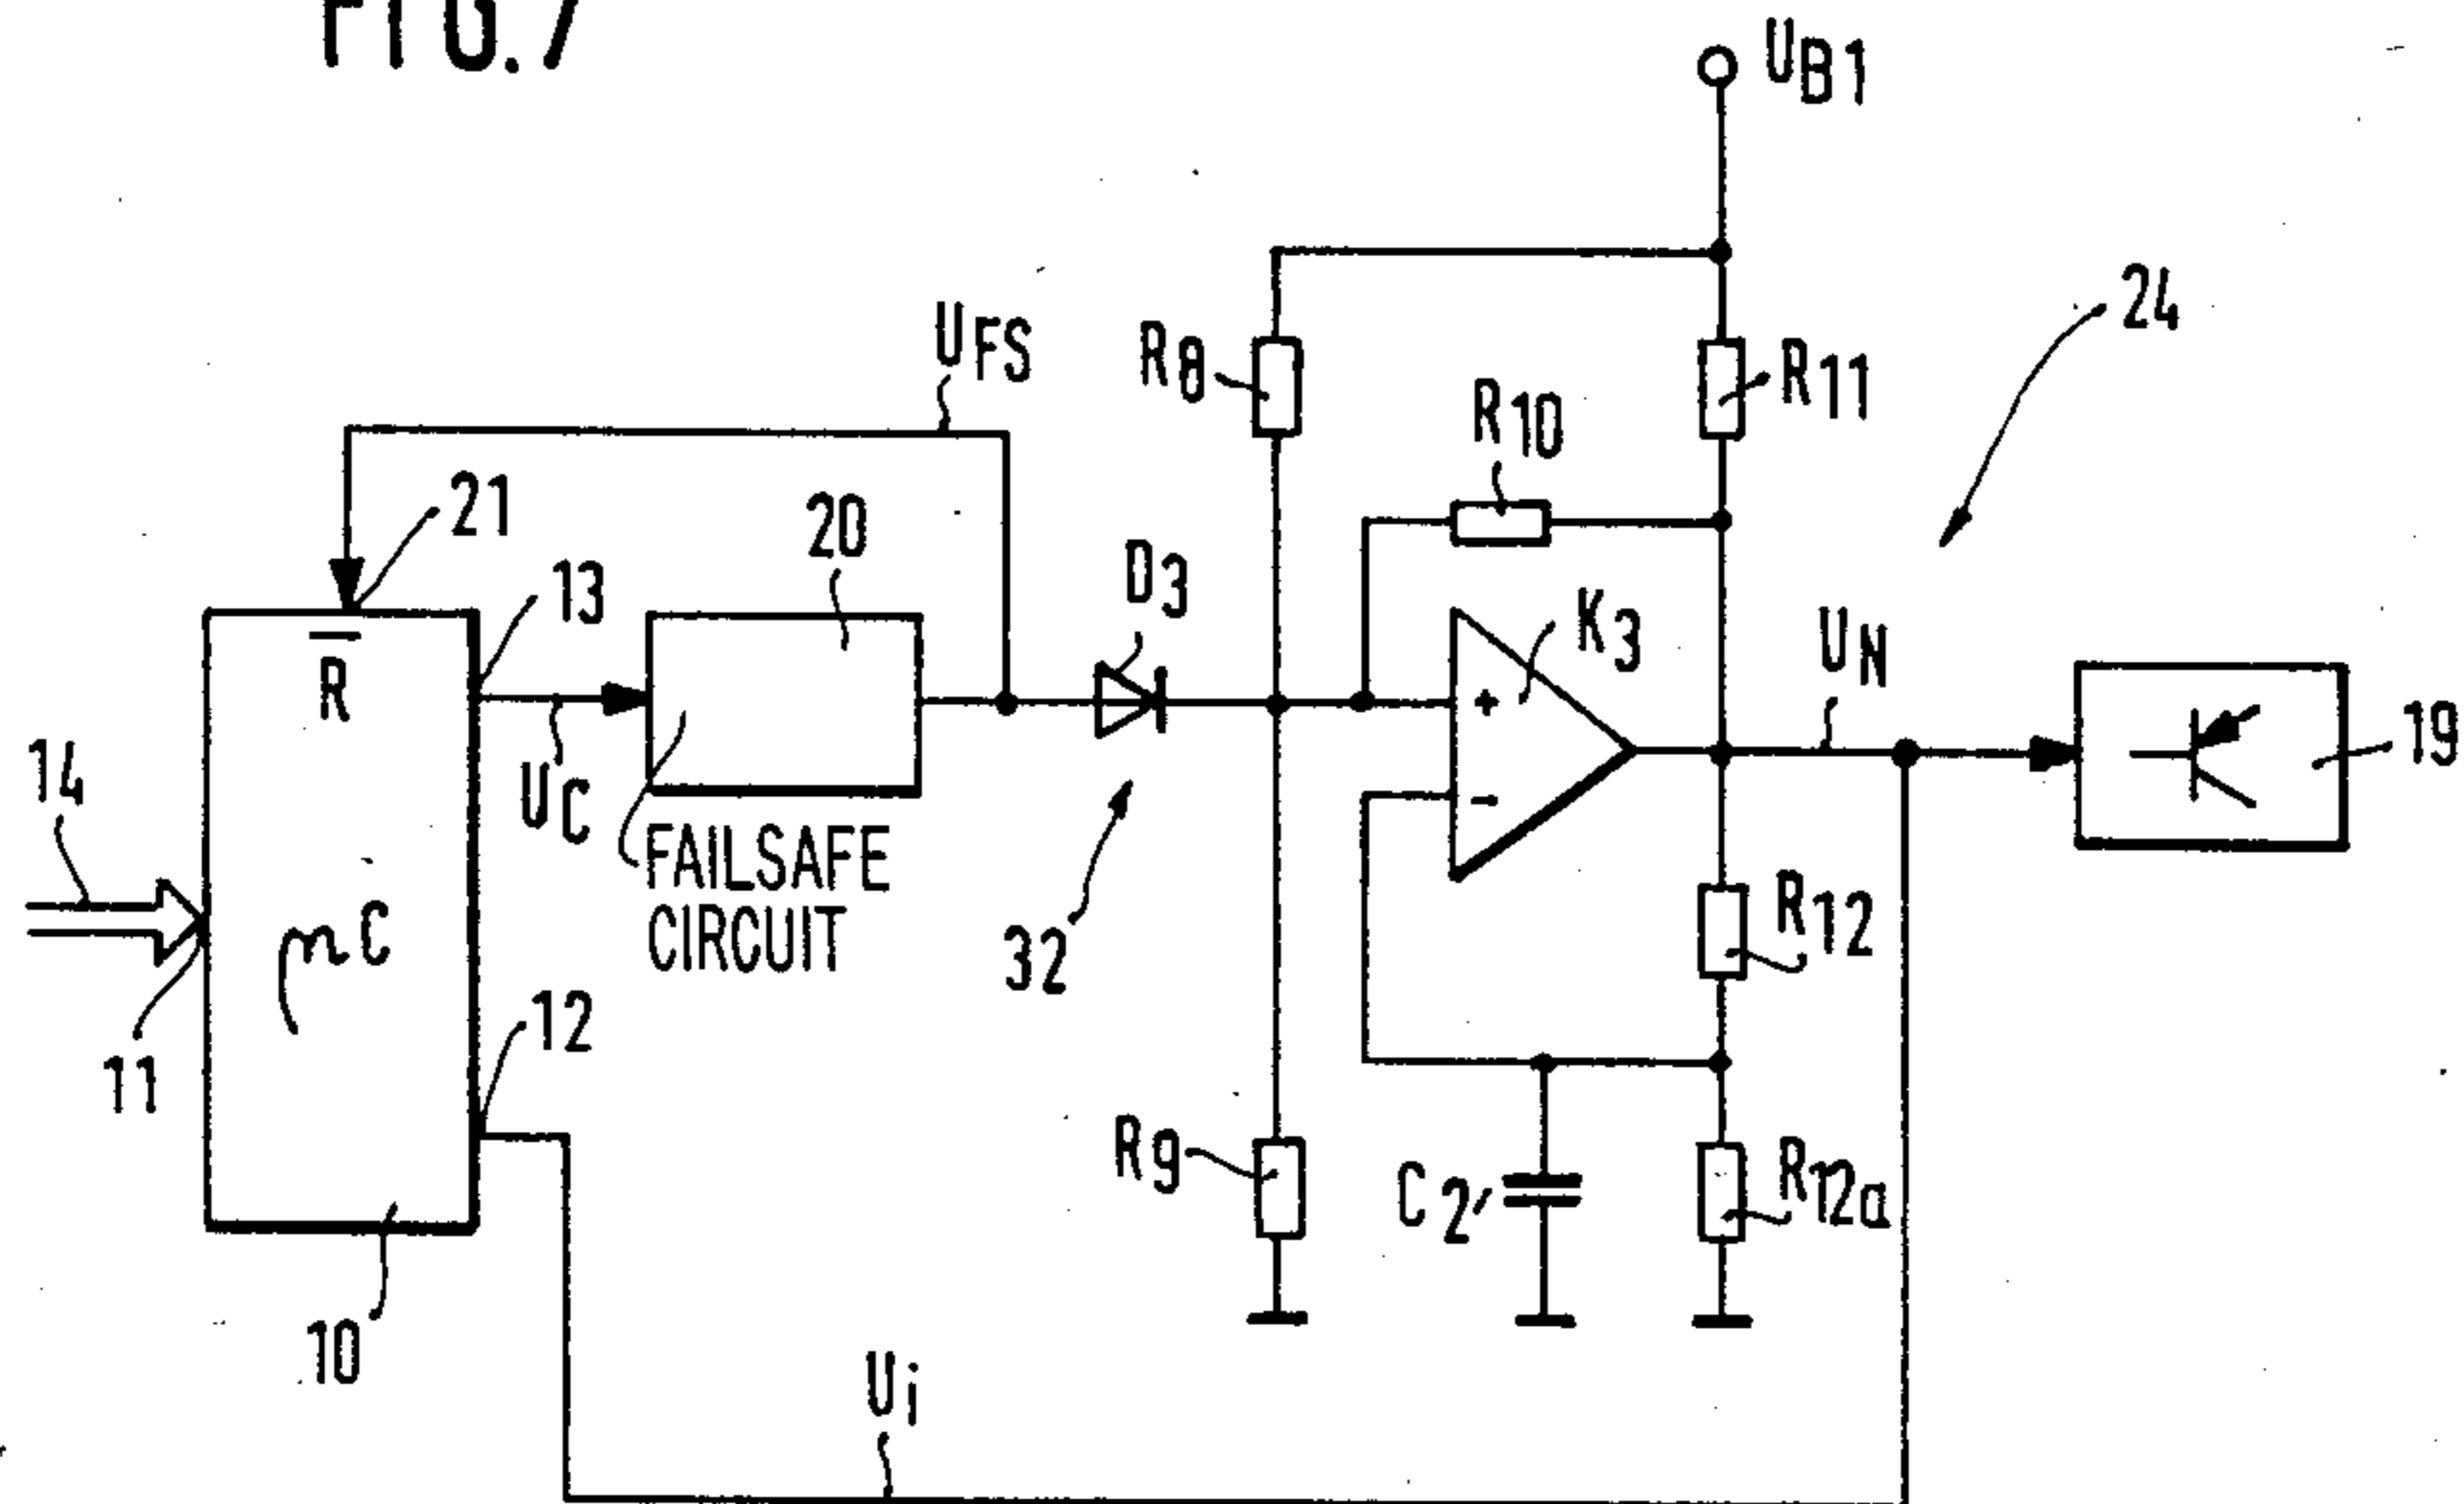 FIG.7
UB1
24
UFS
R8
R11
R10
21
20
13
D3
K3
UN
R
19
14
UC
+
-
FAILSAFE
CIRCUIT
mC
32
R12
12
11
R9
C2'
R12a
10
Ui